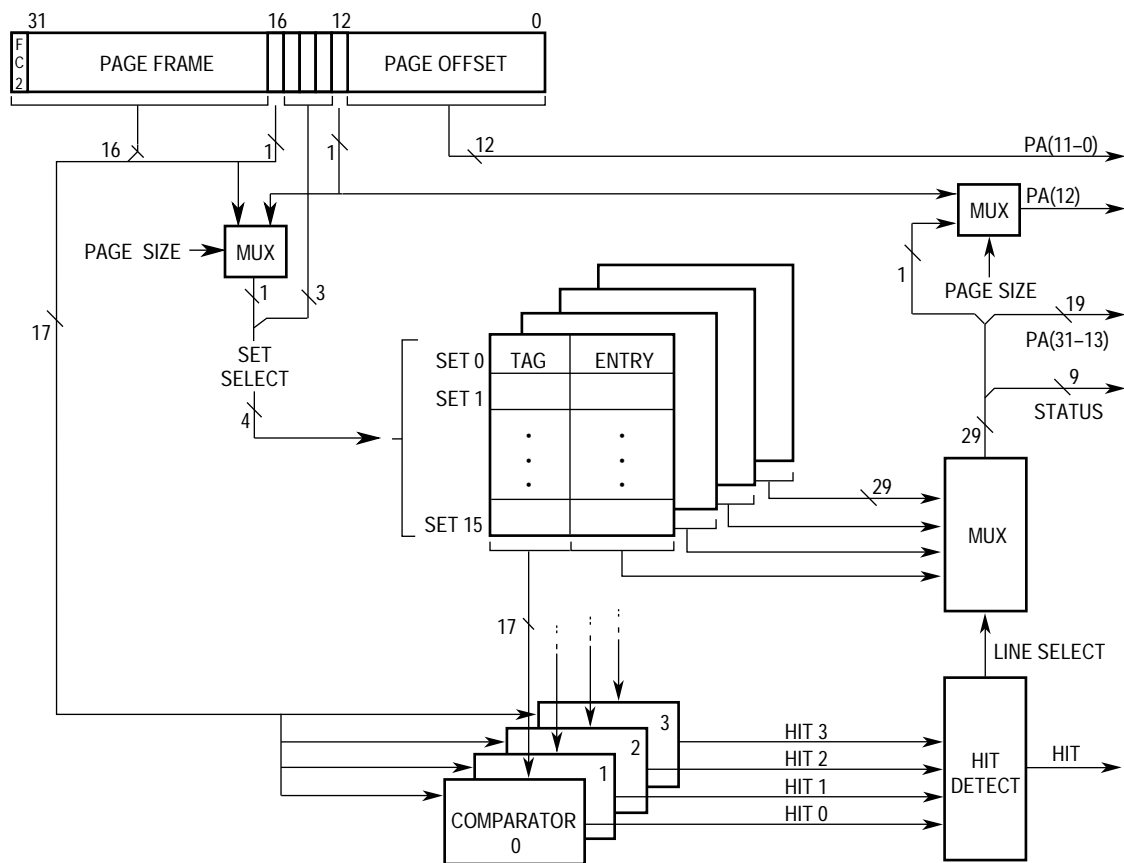 31
16
12
0
F
C
2
PAGE FRAME
PAGE OFFSET
16
1
1
12
PA(11–0)
MUX
PA(12)
PAGE SIZE
MUX
1
PAGE SIZE
1
3
17
19
PA(31–13)
SET
SELECT
SET 0
TAG
ENTRY
SET 1
9
STATUS
4
29
29
SET 15
MUX
17
LINE SELECT
3
2
1
HIT 3
HIT 2
HIT 1
HIT 0
HIT
DETECT
HIT
COMPARATOR
0